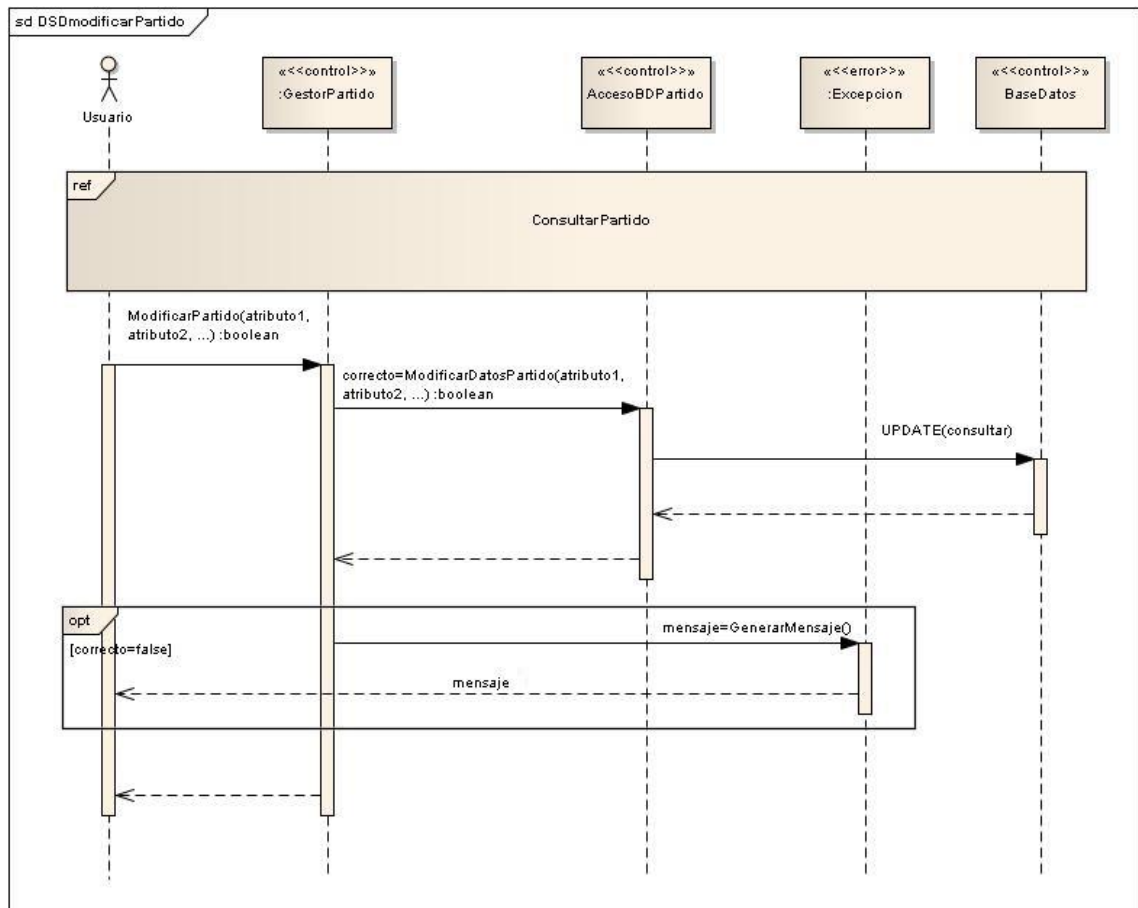 sd DSDmodificarPartido
Usuario
«<<control>>»
:GestorPartido
«<<control>>»
AccesoBDPartido
«<<error>>»
:Excepcion
«<<control>>»
BaseDatos
ref
ConsultarPartido
ModificarPartido(atributo1,
atributo2, ...) :boolean
correcto=ModificarDatosPartido(atributo1,
atributo2, ...) :boolean
UPDATE(consultar)
opt
[correcto=false]
mensaje=GenerarMensaje()
mensaje